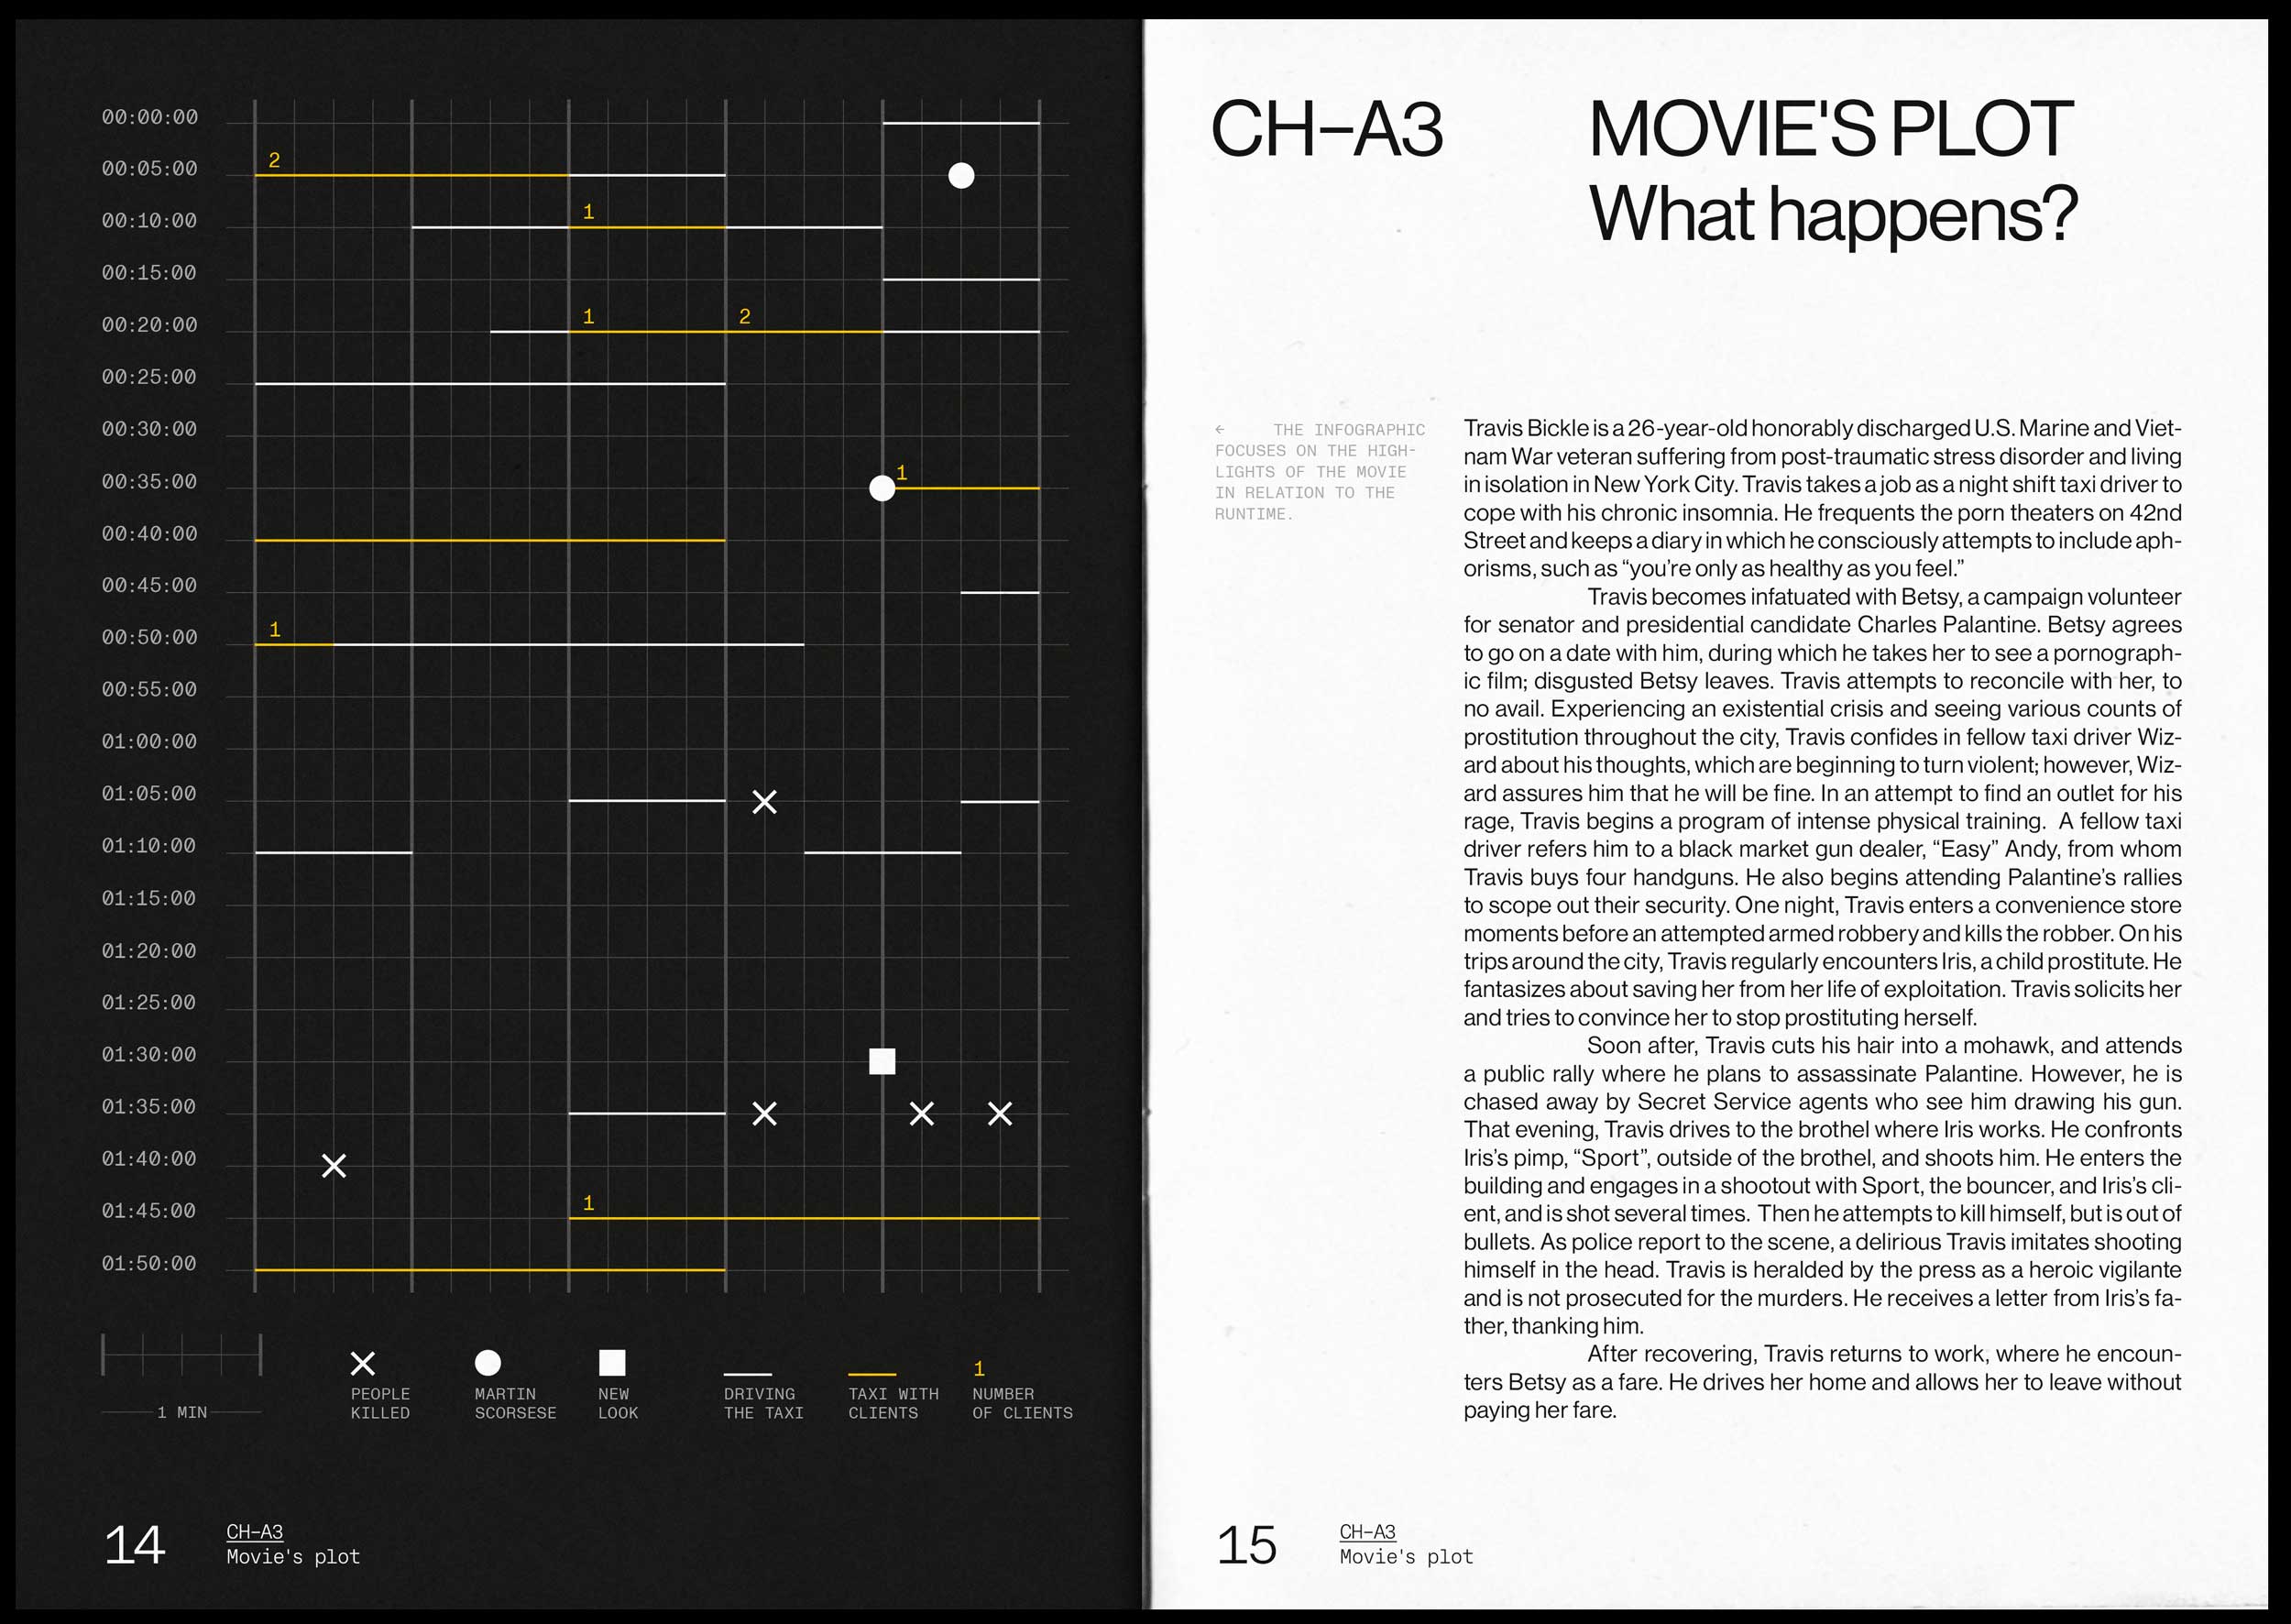 00:00:00
2
00:05:00
1
00:10:00
00:15:00
1 2
00:20:00
00:25:00
00:30:00
1
00:35:00
00:40:00
00:45:00
1
00:50:00
00:55:00
01:00:00
01:05:00
01:10:00
01:15:00
01:20:00
01:25:00
01:30:00
01:35:00
01:40:00
1
01:45:00
01:50:00
1 MIN
PEOPLE
KILLED
MARTIN
SCORSESE
NEW
LOOK
DRIVING
THE TAXI
TAXI WITH
CLIENTS
1
NUMBER
OF CLIENTS
14
CH–A3
Movie's plot
CH–A3
MOVIE'S PLOT
What happens?
← THE INFOGRAPHIC
FOCUSES ON THE HIGH-
LIGHTS OF THE MOVIE
IN RELATION TO THE
RUNTIME.
Travis Bickle is a 26-year-old honorably discharged U.S. Marine and Viet-
nam War veteran suffering from post-traumatic stress disorder and living
in isolation in New York City. Travis takes a job as a night shift taxi driver to
cope with his chronic insomnia. He frequents the porn theaters on 42nd
Street and keeps a diary in which he consciously attempts to include aph-
orisms, such as “you’re only as healthy as you feel.”
Travis becomes infatuated with Betsy, a campaign volunteer
for senator and presidential candidate Charles Palantine. Betsy agrees
to go on a date with him, during which he takes her to see a pornograph-
ic film; disgusted Betsy leaves. Travis attempts to reconcile with her, to
no avail. Experiencing an existential crisis and seeing various counts of
prostitution throughout the city, Travis confides in fellow taxi driver Wiz-
ard about his thoughts, which are beginning to turn violent; however, Wiz-
ard assures him that he will be fine. In an attempt to find an outlet for his
rage, Travis begins a program of intense physical training. A fellow taxi
driver refers him to a black market gun dealer, “Easy” Andy, from whom
Travis buys four handguns. He also begins attending Palantine’s rallies
to scope out their security. One night, Travis enters a convenience store
moments before an attempted armed robbery and kills the robber. On his
trips around the city, Travis regularly encounters Iris, a child prostitute. He
fantasizes about saving her from her life of exploitation. Travis solicits her
and tries to convince her to stop prostituting herself.
Soon after, Travis cuts his hair into a mohawk, and attends
a public rally where he plans to assassinate Palantine. However, he is
chased away by Secret Service agents who see him drawing his gun.
That evening, Travis drives to the brothel where Iris works. He confronts
Iris’s pimp, “Sport”, outside of the brothel, and shoots him. He enters the
building and engages in a shootout with Sport, the bouncer, and Iris’s cli-
ent, and is shot several times. Then he attempts to kill himself, but is out of
bullets. As police report to the scene, a delirious Travis imitates shooting
himself in the head. Travis is heralded by the press as a heroic vigilante
and is not prosecuted for the murders. He receives a letter from Iris’s fa-
ther, thanking him.
After recovering, Travis returns to work, where he encoun-
ters Betsy as a fare. He drives her home and allows her to leave without
paying her fare.
15
CH–A3
Movie's plot